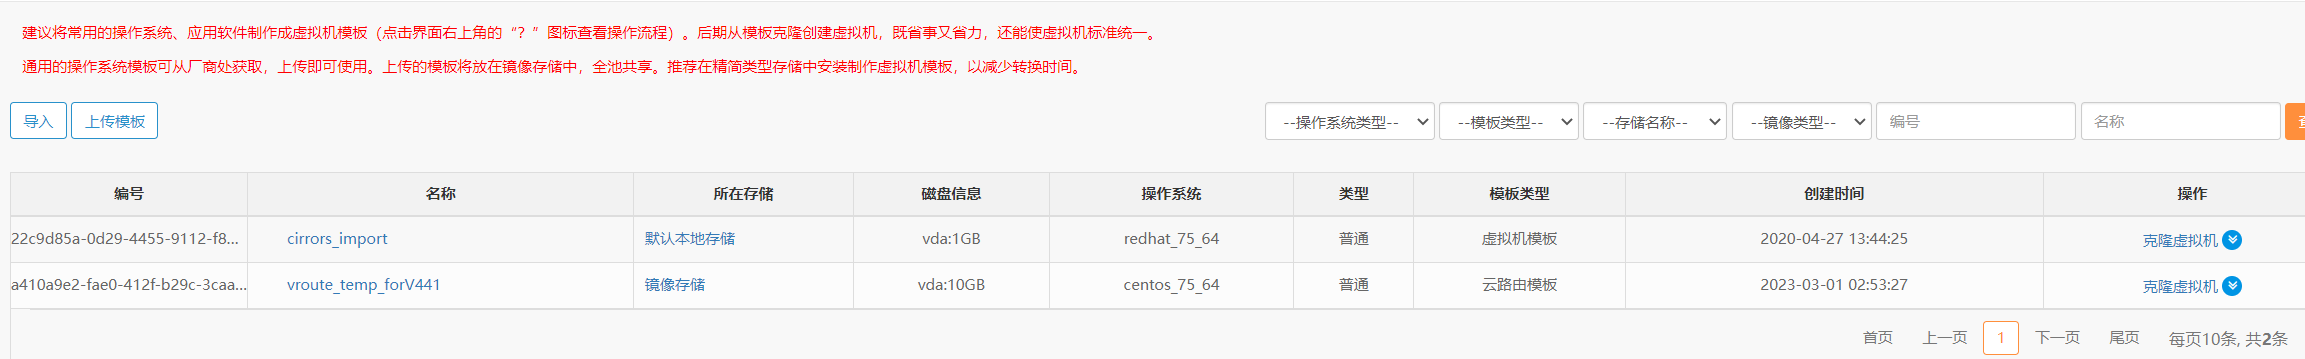 建议将常用的操作系统、应用软件制作成虚拟机模板（点击界面右上角的“？”图标查看操作流程）。后期从模板克隆创建虚拟机，既省事又省力，还能使虚拟机标准统一。
通用的操作系统模板可从厂商处获取，上传即可使用。上传的模板将放在镜像存储中，全池共享。推荐在精简类型存储中安装制作虚拟机模板，以减少转换时间。
导入 上传模板 --操作系统类型-- --模板类型-- --存储名称-- --镜像类型-- 编号 名称
编号 名称 所在存储 磁盘信息 操作系统 类型 模板类型 创建时间 操作
22c9d85a-0d29-4455-9112-f8... cirrors_import 默认本地存储 vda:1GB redhat_75_64 普通 虚拟机模板 2020-04-27 13:44:25 克隆虚拟机
a410a9e2-fae0-412f-b29c-3caa... vroute_temp_forV441 镜像存储 vda:10GB centos_75_64 普通 云路由模板 2023-03-01 02:53:27 克隆虚拟机
首页 上一页 1 下一页 尾页 每页10条, 共2条